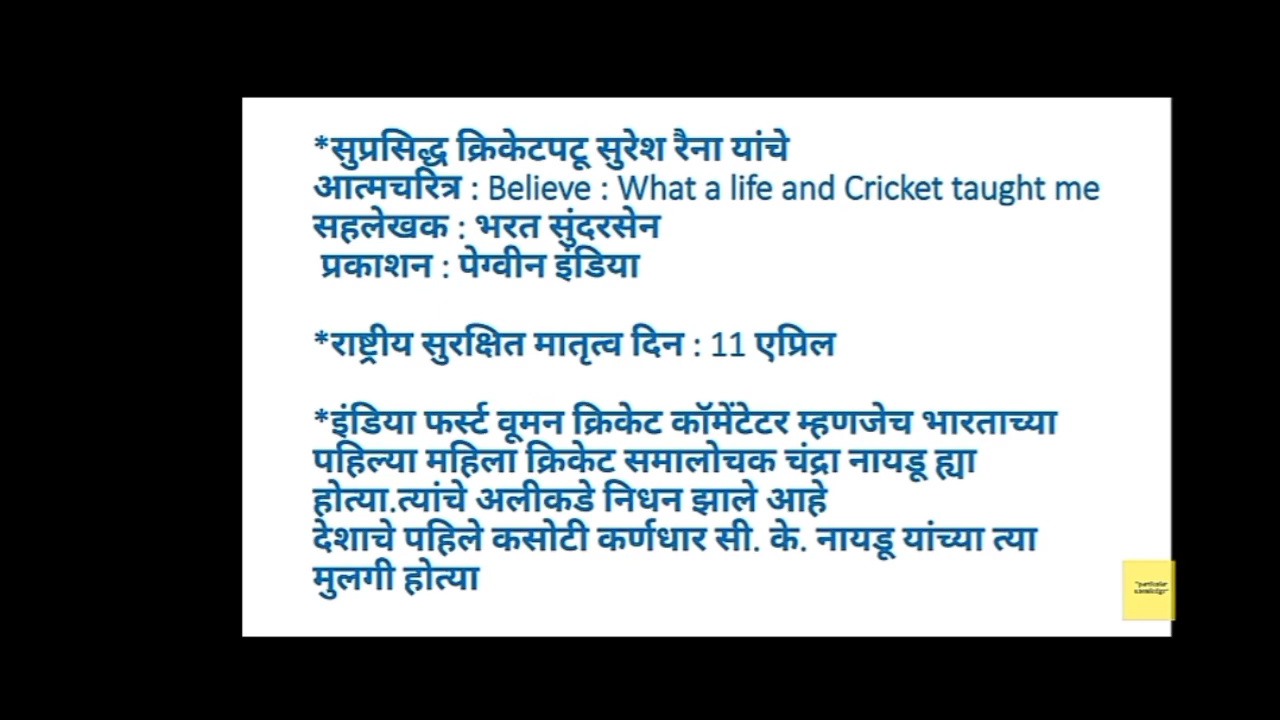 *सुप्रसिद्ध क्रिकेटपटू सुरेश रैना यांचे
आत्मचरित्र : Believe : What a life and Cricket taught me
सहलेखक : भरत सुंदरसेन
प्रकाशन : पेग्वीन इंडिया
*राष्ट्रीय सुरक्षित मातृत्व दिन : 11 एप्रिल
*इंडिया फर्स्ट वूमन क्रिकेट कॉमेंटेटर म्हणजेच भारताच्या
पहिल्या महिला क्रिकेट समालोचक चंद्रा नायडू ह्या
होत्या.त्यांचे अलीकडे निधन झाले आहे
देशाचे पहिले कसोटी कर्णधार सी. के. नायडू यांच्या त्या
मुलगी होत्या
"particular
knowledge"